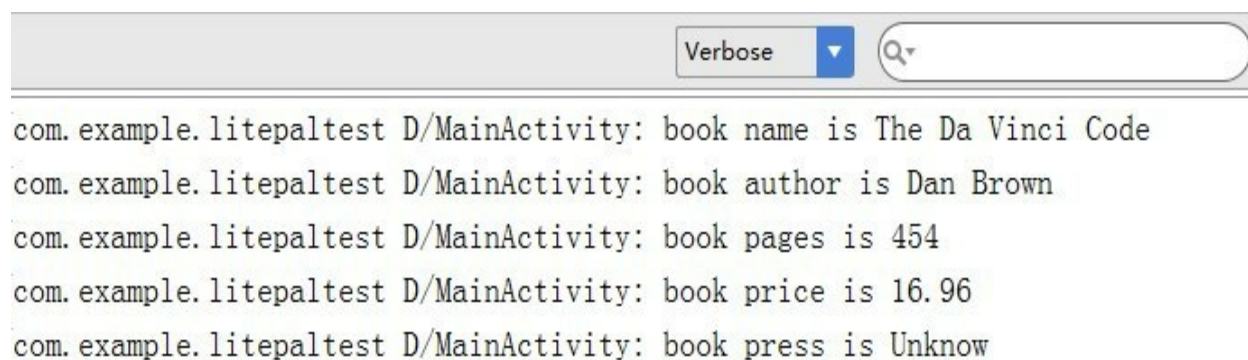 Verbose
com.example.litepaltest D/MainActivity: book name is The Da Vinci Code
com.example.litepaltest D/MainActivity: book author is Dan Brown
com.example.litepaltest D/MainActivity: book pages is 454
com.example.litepaltest D/MainActivity: book price is 16.96
com.example.litepaltest D/MainActivity: book press is Unknow